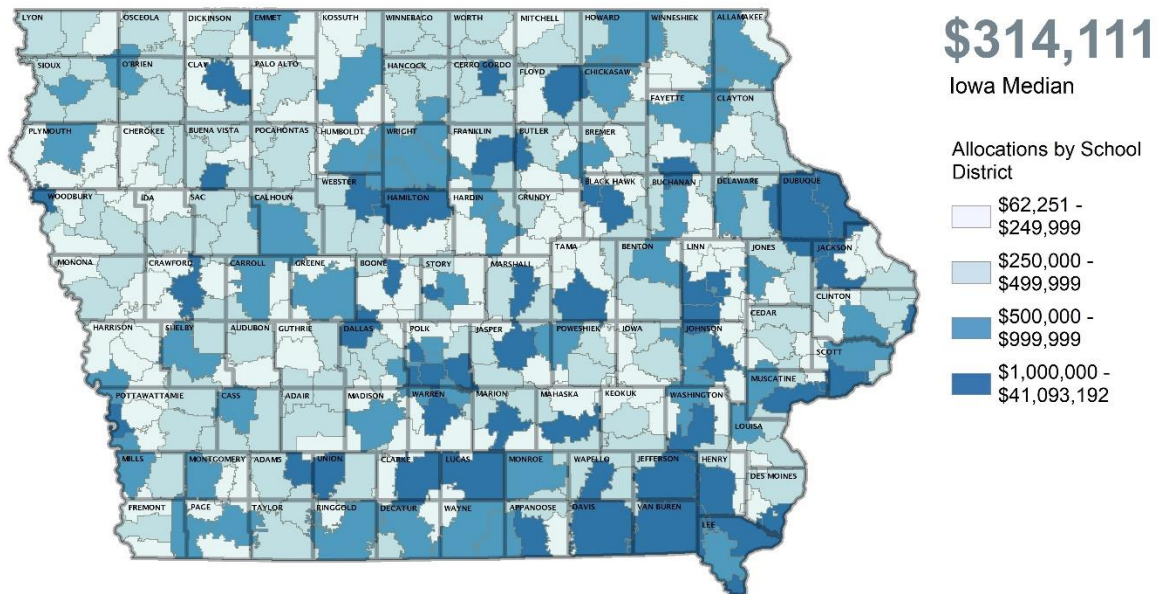 LYON OSCEOLA DICKINSON EMMET KOSSUTH WINNEBAGO WORTH MITCHELL HOWARD WINNESHIEK ALLAMAKEE
SIOUX O'BRIEN CLAY PALO ALTO HANCOCK CERRO GORDO FLOYD CHICKASAW
FAYETTE CLAYTON
PLYMOUTH CHEROKEE BUENA VISTA POCAHONTAS HUMBOLDT WRIGHT FRANKLIN BUTLER BREMER
WOODBURY IDA SAC CALHOUN WEBSTER HAMILTON HARDIN GRUNDY BLACK HAWK BUCHANAN DELAWARE DUBUQUE
MONONA CRAWFORD CARROLL GREENE BOONE STORY MARSHALL TAMA BENTON LINN JONES JACKSON
CLINTON
CEDAR
HARRISON SHELBY AUDUBON GUTHRIE DALLAS POLK JASPER POWESHIEK IOWA JOHNSON
SCOTT
MUSCATINE
POTTAWATTAMIE CASS ADAIR MADISON WARREN MARION MAHASKA KEOKUK WASHINGTON
LOUISA
MILLS MONTGOMERY ADAMS UNION CLARKE LUCAS MONROE WAPELLO JEFFERSON HENRY
DES MOINES
FREMONT PAGE TAYLOR RINGGOLD DECATUR WAYNE APPANOOSE DAVIS VAN BUREN
LEE
$314,111
Iowa Median
Allocations by School
District
$62,251 -
$249,999
$250,000 -
$499,999
$500,000 -
$999,999
$1,000,000 -
$41,093,192